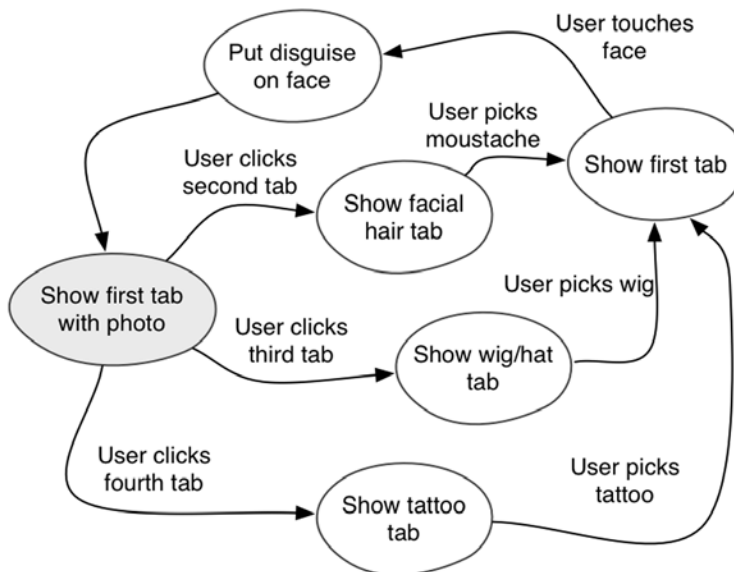 Put disguise
on face
User touches
face
User picks
moustache
Show first tab
User clicks
second tab
Show facial
hair tab
Show first tab
with photo
User picks wig
User clicks
third tab
Show wig/hat
tab
User clicks
fourth tab
User picks
tattoo
Show tattoo
tab